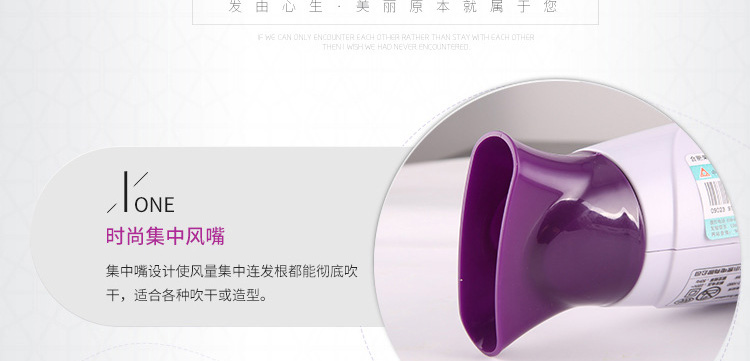 发由心生·美丽原本就属于您
IF WE CAN ONLY ENCOUNTER EACH OTHER RATHER THAN STAY WITH EACH OTHER
THEN I WISH WE HAD NEVER ENCOUNTERED.
1/ONE
时尚集中风嘴
集中嘴设计使风量集中连发根都能彻底吹
干，适合各种吹干或造型。